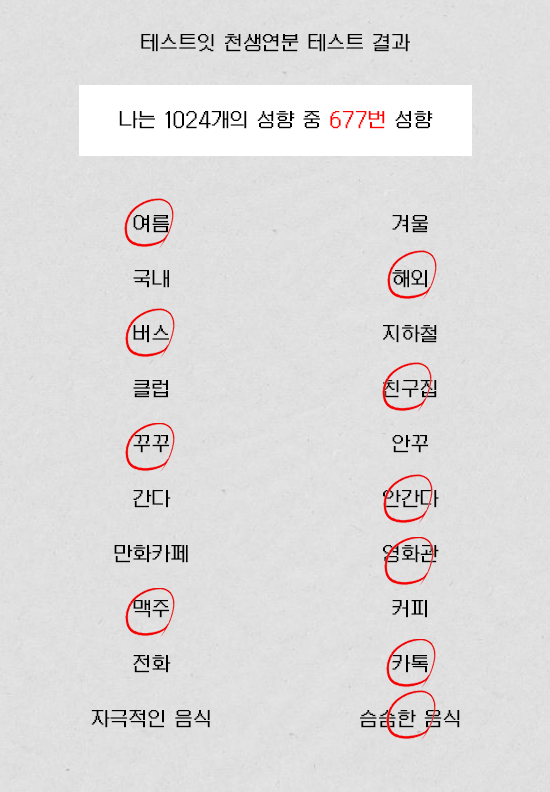 테스트잇 천생연분 테스트 결과
나는 1024개의 성향 중 677번 성향
여름 겨울
국내 해외
버스 지하철
클럽 친구집
꾸꾸 안꾸
간다 안간다
만화카페 영화관
맥주 커피
전화 카톡
자극적인 음식 슴슴한 음식